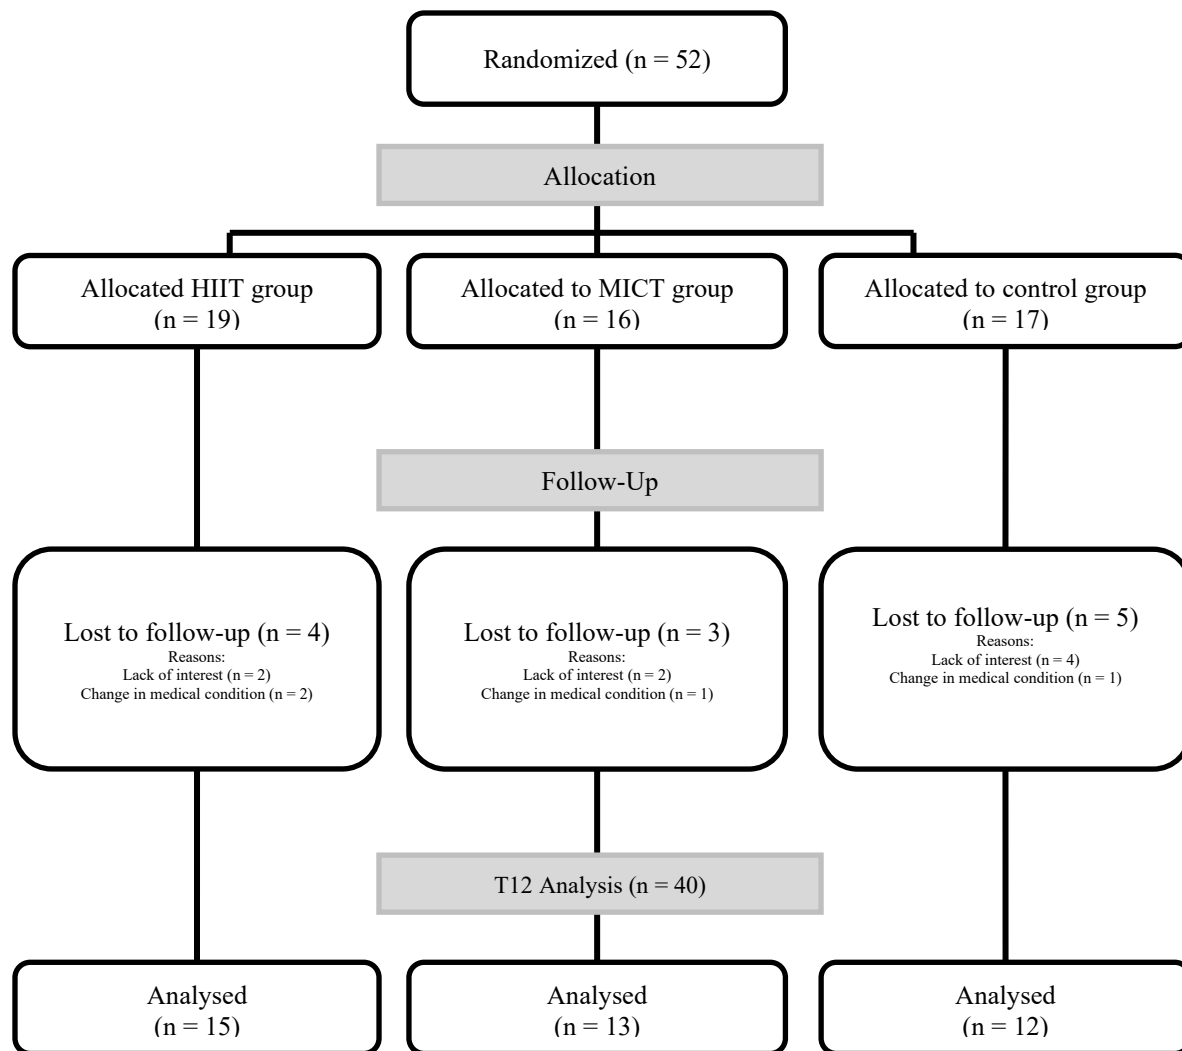 Randomized (n = 52)
Allocation
Allocated HIIT group
(n = 19)
Allocated to MICT group
(n = 16)
Allocated to control group
(n = 17)
Follow-Up
Lost to follow-up (n = 4)
Reasons:
Lack of interest (n = 2)
Change in medical condition (n = 2)
Lost to follow-up (n = 3)
Reasons:
Lack of interest (n = 2)
Change in medical condition (n = 1)
Lost to follow-up (n = 5)
Reasons:
Lack of interest (n = 4)
Change in medical condition (n = 1)
T12 Analysis (n = 40)
Analysed
(n = 15)
Analysed
(n = 13)
Analysed
(n = 12)